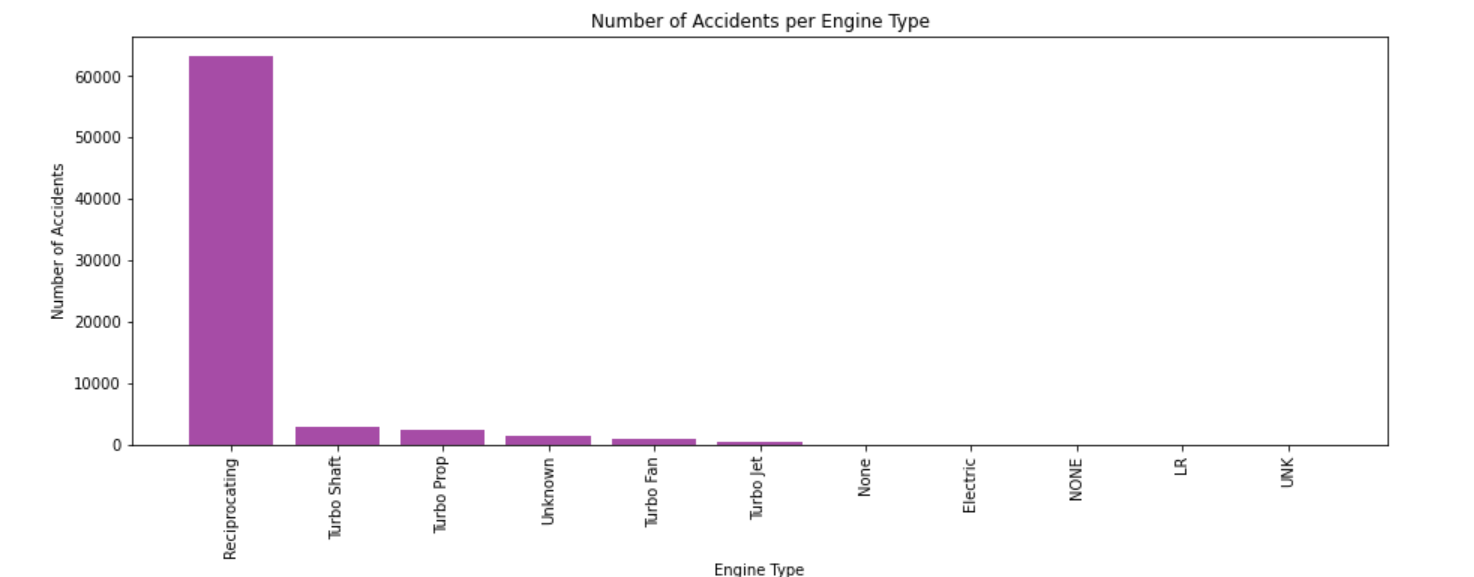 Number of Accidents per Engine Type
Number of Accidents
60000
50000
40000
30000
20000
10000
0
Reciprocating
Turbo Shaft
Turbo Prop
Unknown
Turbo Fan
Turbo Jet
None
Electric
NONE
LR
UNK
Engine Type